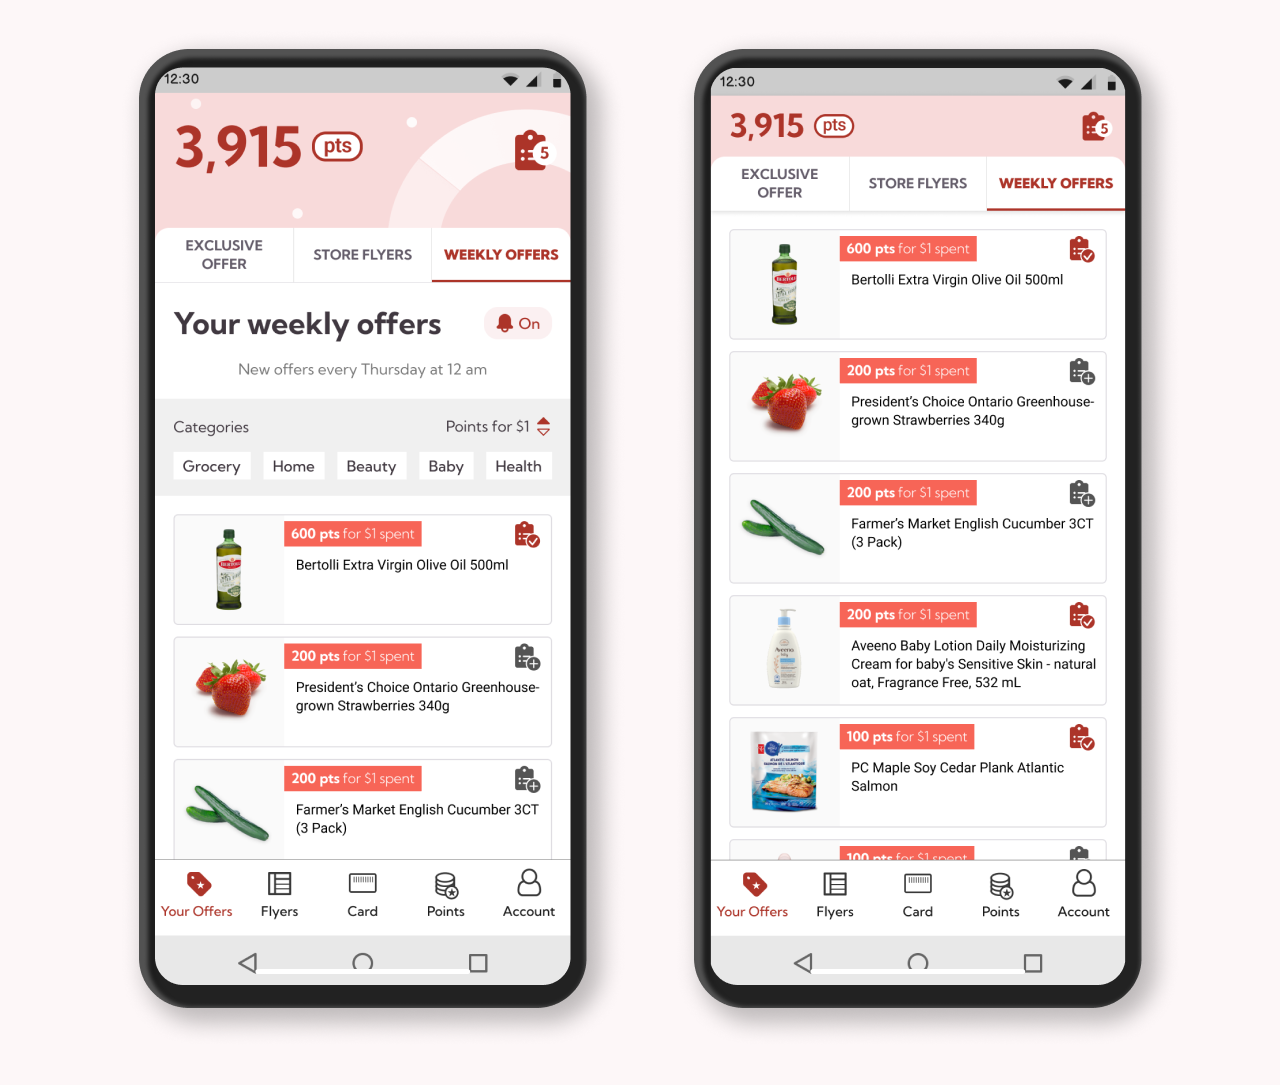 12:30
3,915 pts
5
EXCLUSIVE
OFFER
STORE FLYERS
WEEKLY OFFERS
Your weekly offers
On
New offers every Thursday at 12 am
Categories
Points for $1
Grocery
Home
Beauty
Baby
Health
600 pts for $1 spent
Bertolli Extra Virgin Olive Oil 500ml
200 pts for $1 spent
President's Choice Ontario Greenhouse-
grown Strawberries 340g
200 pts for $1 spent
Farmer's Market English Cucumber 3CT
(3 Pack)
Your Offers
Flyers
Card
Points
Account
12:30
3,915 pts
5
EXCLUSIVE
OFFER
STORE FLYERS
WEEKLY OFFERS
600 pts for $1 spent
Bertolli Extra Virgin Olive Oil 500ml
200 pts for $1 spent
President's Choice Ontario Greenhouse-
grown Strawberries 340g
200 pts for $1 spent
Farmer's Market English Cucumber 3CT
(3 Pack)
200 pts for $1 spent
Aveeno
Aveeno Baby Lotion Daily Moisturizing
Cream for baby's Sensitive Skin - natural
oat, Fragrance Free, 532 mL
100 pts for $1 spent
ATLANTIC SALMON
PC Maple Soy Cedar Plank Atlantic
Salmon
100 pts for $1 spent
Your Offers
Flyers
Card
Points
Account